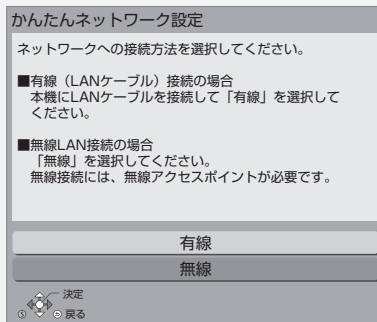 かんたんネットワーク設定
ネットワークへの接続方法を選択してください。
■有線（LANケーブル）接続の場合
本機にLANケーブルを接続して「有線」を選択して
ください。
■無線LAN接続の場合
「無線」を選択してください。
無線接続には、無線アクセスポイントが必要です。
有線
無線
決定
S 戻る